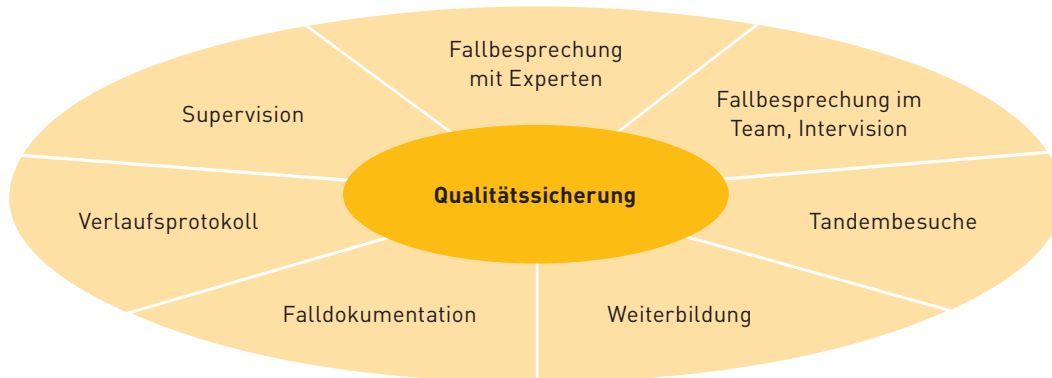 Fallbesprechung
mit Experten
Fallbesprechung im
Team, Intervision
Supervision
Qualitätssicherung
Verlaufsprotokoll
Tandembesuche
Falldokumentation
Weiterbildung